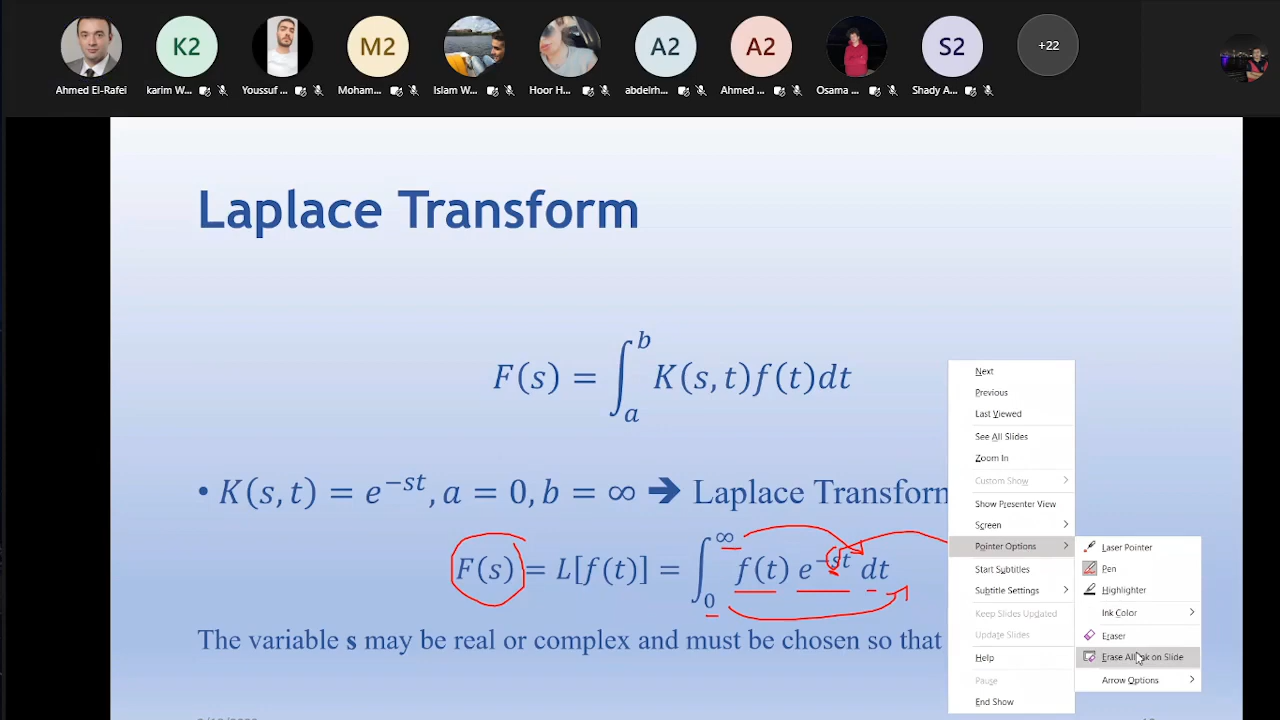 K2 M2 A2 A2 S2 +22
Ahmed El-Rafei karim W... Youssuf ... Moham... Islam W... Hoor H... abdelrh... Ahmed ... Osama ... Shady A...
Laplace Transform
F(s) = ∫_a^b K(s, t)f(t)dt
• K(s, t) = e^{−st}, a = 0, b = ∞ ➔ Laplace Transform
F(s) = L[f(t)] = ∫_0^∞ f(t) e^{−st} dt
The variable s may be real or complex and must be chosen so that
Next
Previous
Last Viewed
See All Slides
Zoom In
Custom Show
Show Presenter View
Screen
Pointer Options
Start Subtitles
Subtitle Settings
Keep Slides Updated
Update Slides
Help
Pause
End Show
Laser Pointer
Pen
Highlighter
Ink Color
Eraser
Erase All Ink on Slide
Arrow Options